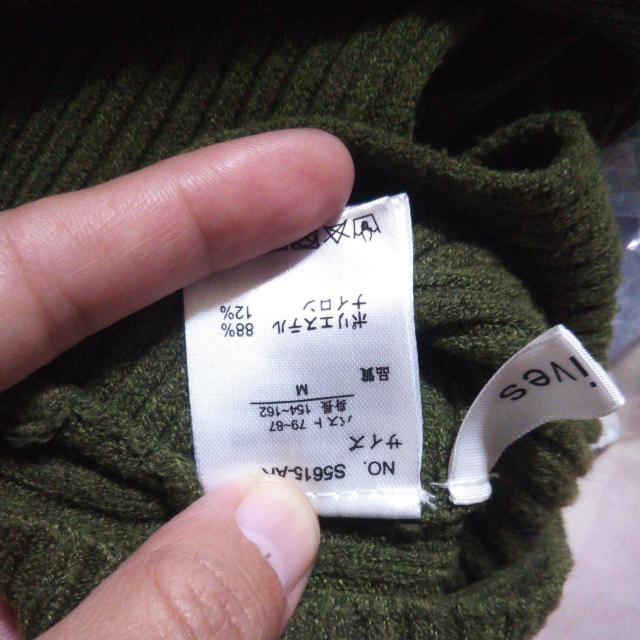 NO. S5615-AR
サイズ
バスト 79-87
身長 154-162
M
品質
ポリエステル 88%
ナイロン 12%
ives